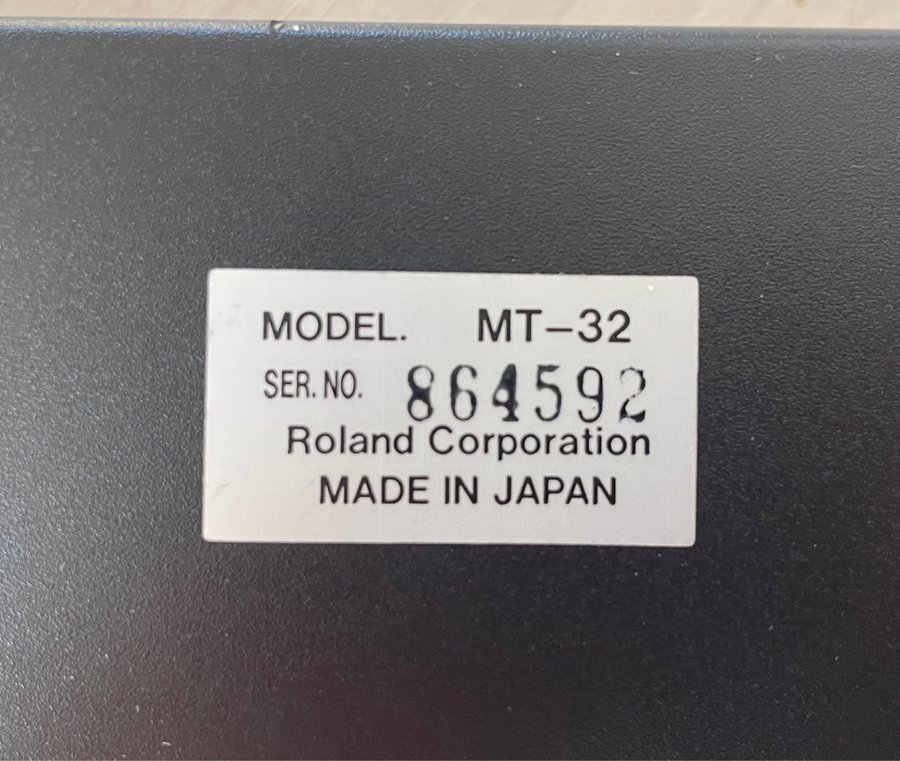 MODEL. MT-32
SER. NO. 864592
Roland Corporation
MADE IN JAPAN